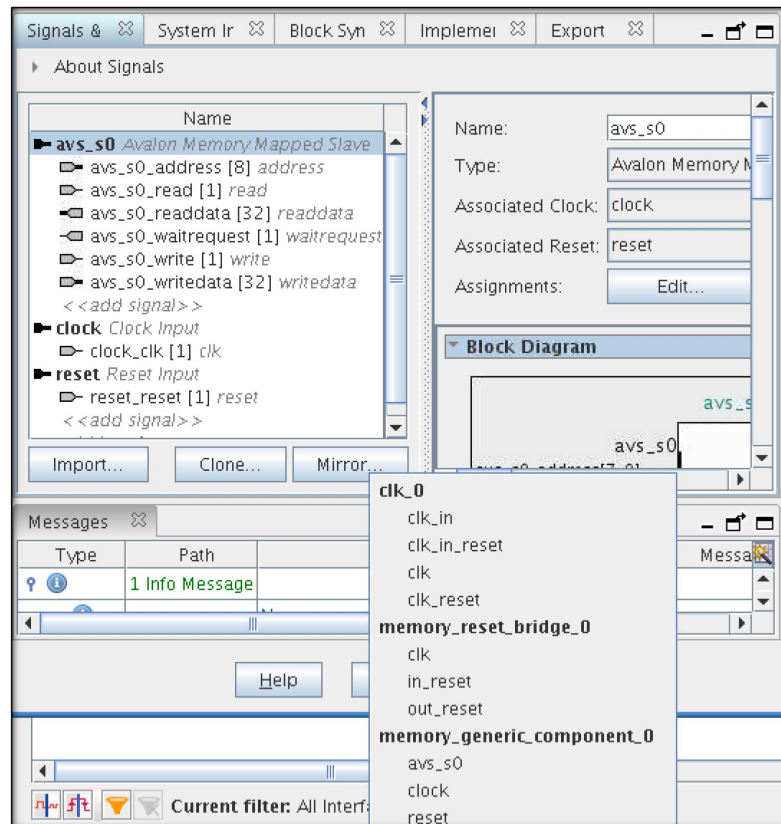 Signals &
System Ir
Block Syn
Implemei
Export
About Signals
Name
avs_s0 Avalon Memory Mapped Slave
avs_s0_address [8] address
avs_s0_read [1] read
avs_s0_readdata [32] readdata
avs_s0_waitrequest [1] waitrequest
avs_s0_write [1] write
avs_s0_writedata [32] writedata
<<add signal>>
clock Clock Input
clock_clk [1] clk
reset Reset Input
reset_reset [1] reset
<<add signal>>
Import...
Clone...
Mirror...
Name:
avs_s0
Type:
Avalon Memory M
Associated Clock:
clock
Associated Reset:
reset
Assignments:
Edit...
Block Diagram
avs_s
avs_s0
clk_0
clk_in
clk_in_reset
clk
clk_reset
memory_reset_bridge_0
clk
in_reset
out_reset
memory_generic_component_0
avs_s0
clock
reset
Messages
Type
Path
Messa
1 Info Message
Help
Current filter: All Interfa